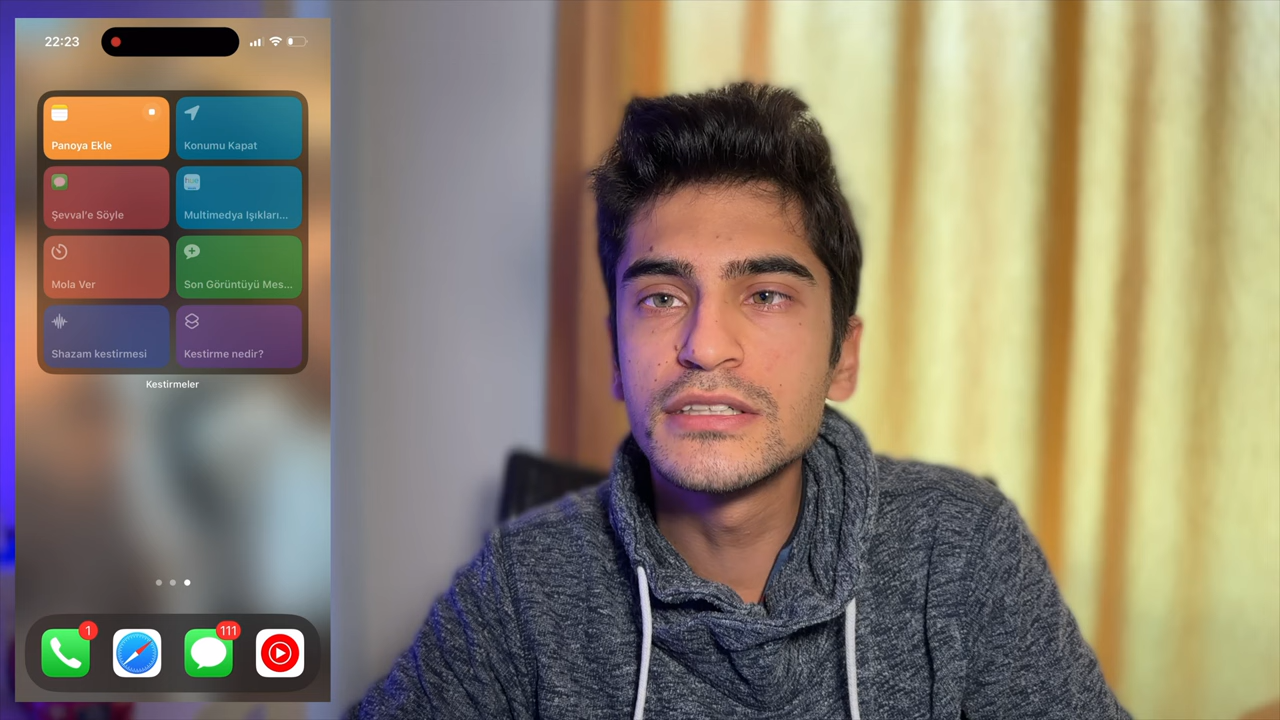 22:23
Panoya Ekle
Konumu Kapat
Şevval'e Söyle
Multimedya Işıkları...
Mola Ver
Son Görüntüyü Mes...
Shazam kestirmesi
Kestirme nedir?
Kestirmeler
1
111